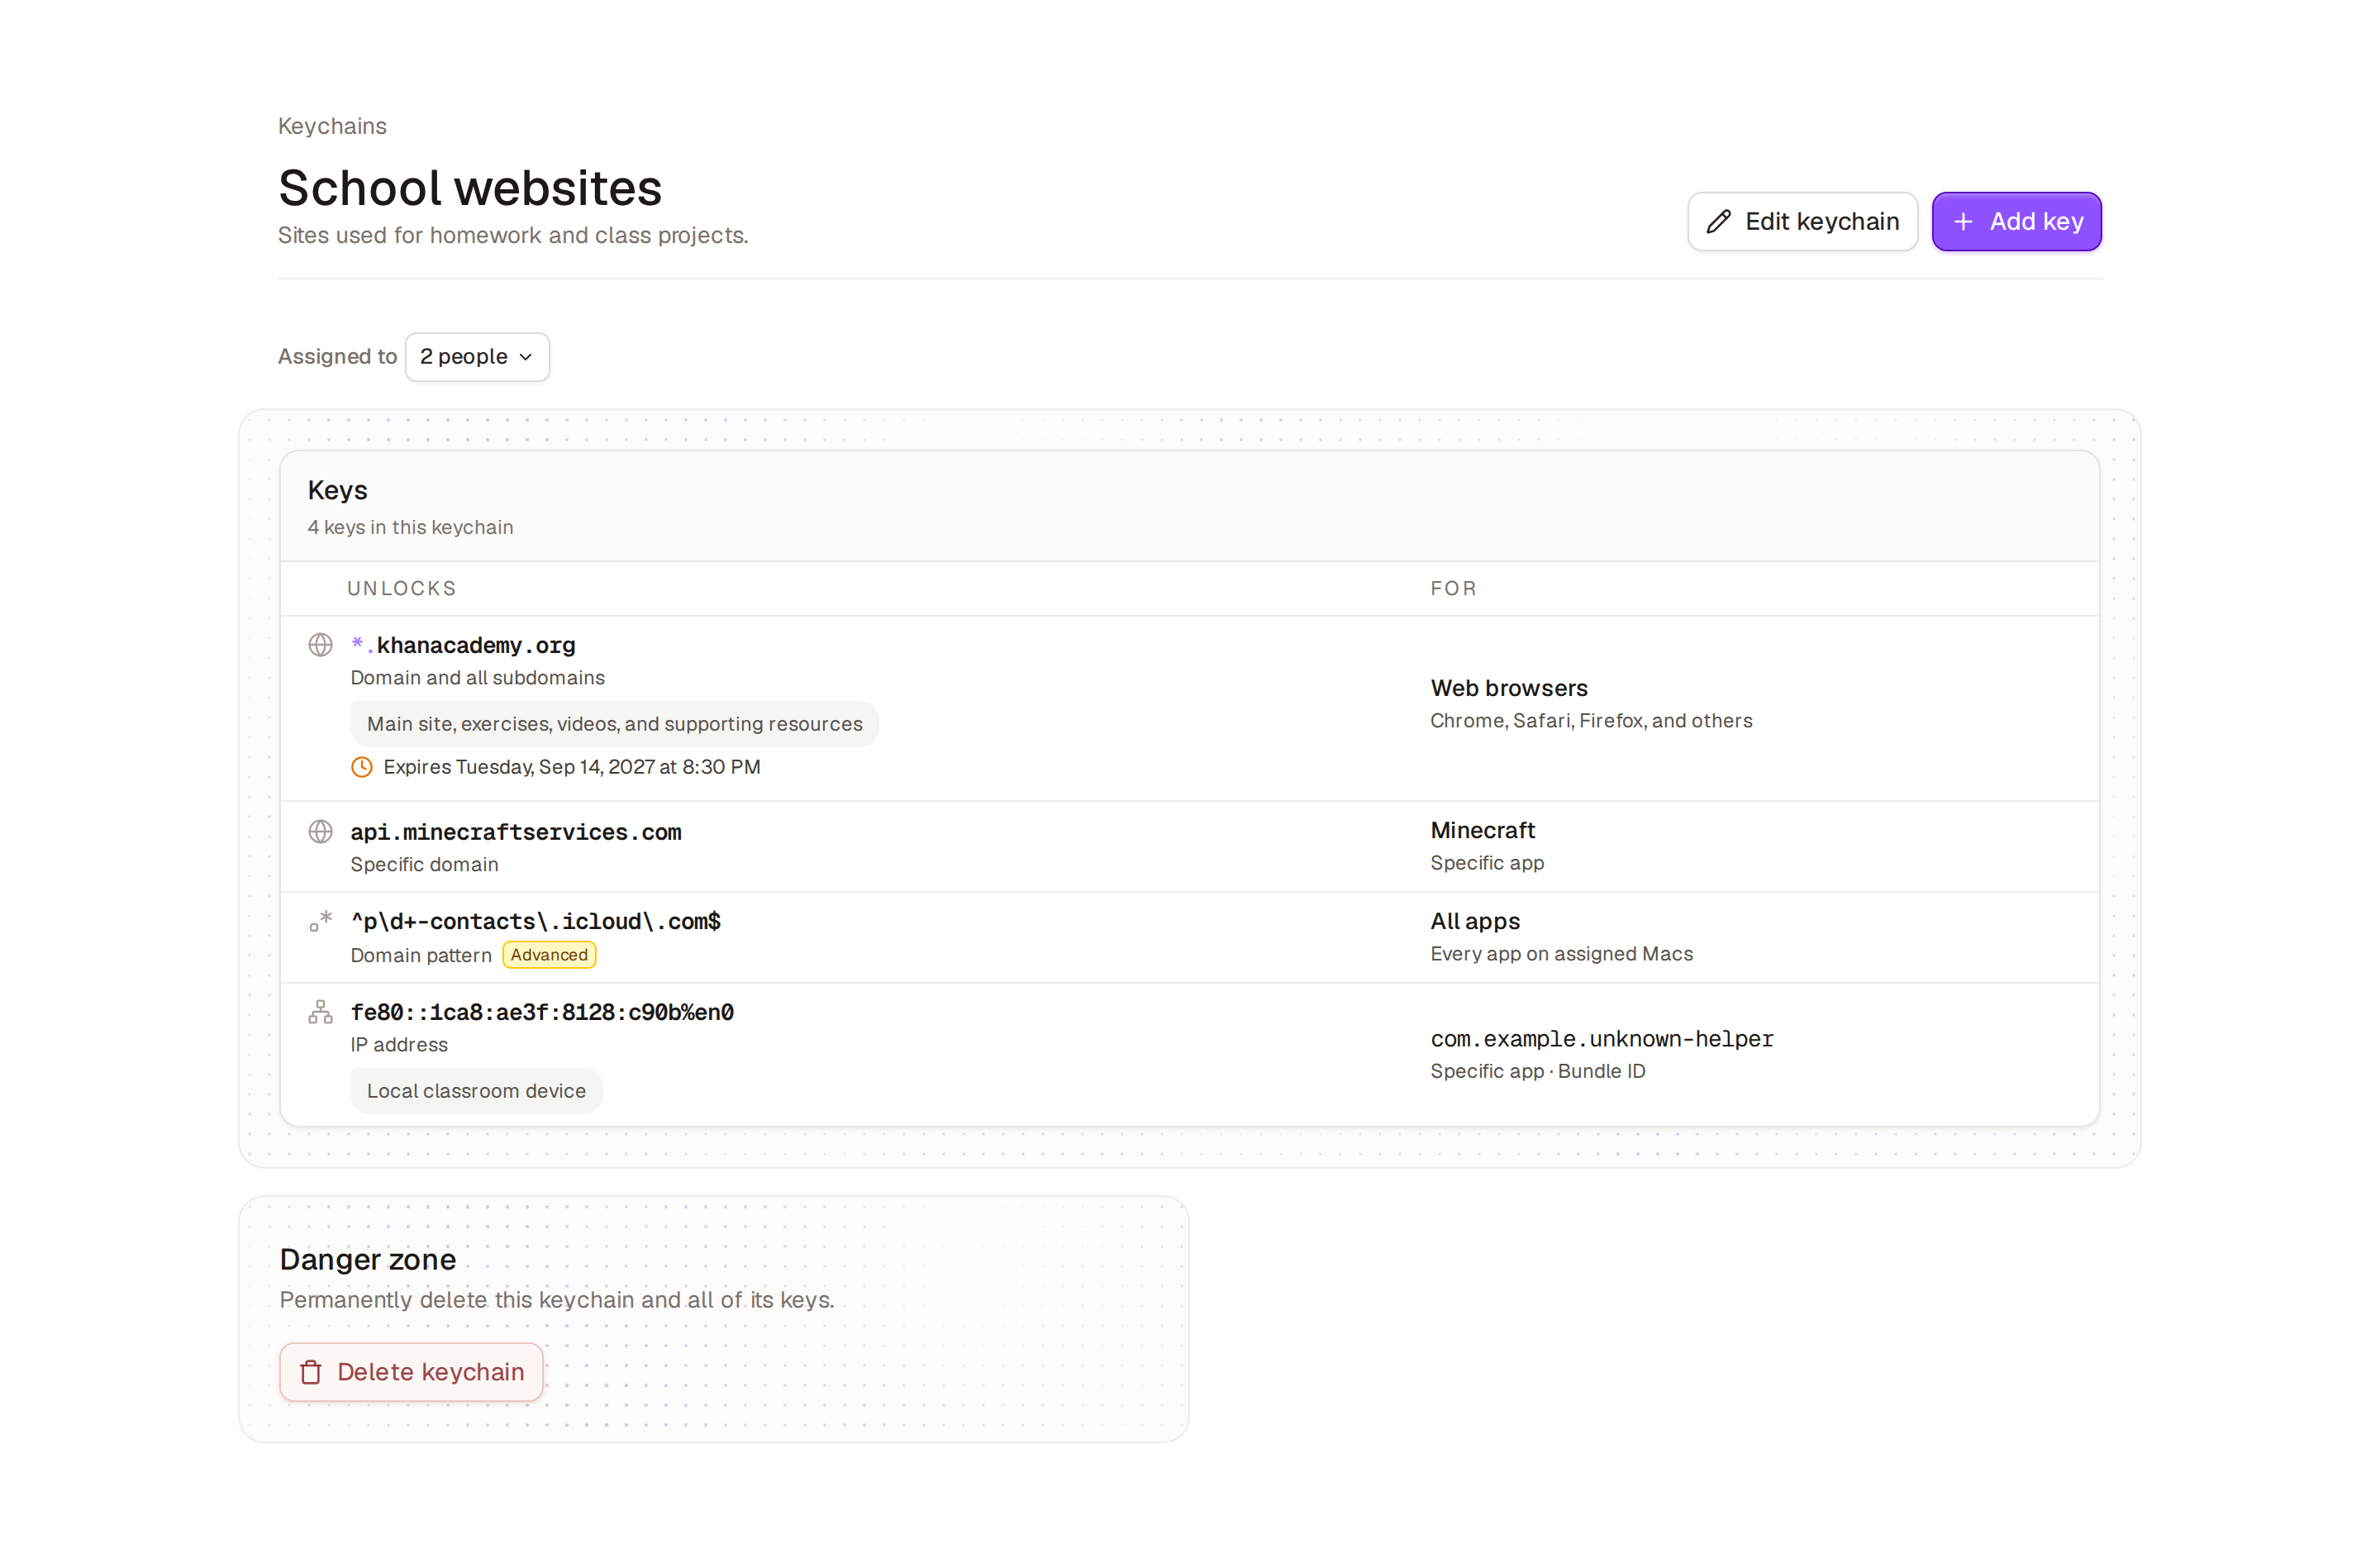 Keychains
School websites
Sites used for homework and class projects.
Edit keychain
Add key
Assigned to 2 people
Keys
4 keys in this keychain
UNLOCKS FOR
*.khanacademy.org
Domain and all subdomains
Main site, exercises, videos, and supporting resources
Expires Tuesday, Sep 14, 2027 at 8:30 PM
Web browsers
Chrome, Safari, Firefox, and others
api.minecraftservices.com
Specific domain
Minecraft
Specific app
^p\d+-contacts\.icloud\.com$
Domain pattern Advanced
All apps
Every app on assigned Macs
fe80::1ca8:ae3f:8128:c90b%en0
IP address
Local classroom device
com.example.unknown-helper
Specific app · Bundle ID
Danger zone
Permanently delete this keychain and all of its keys.
Delete keychain